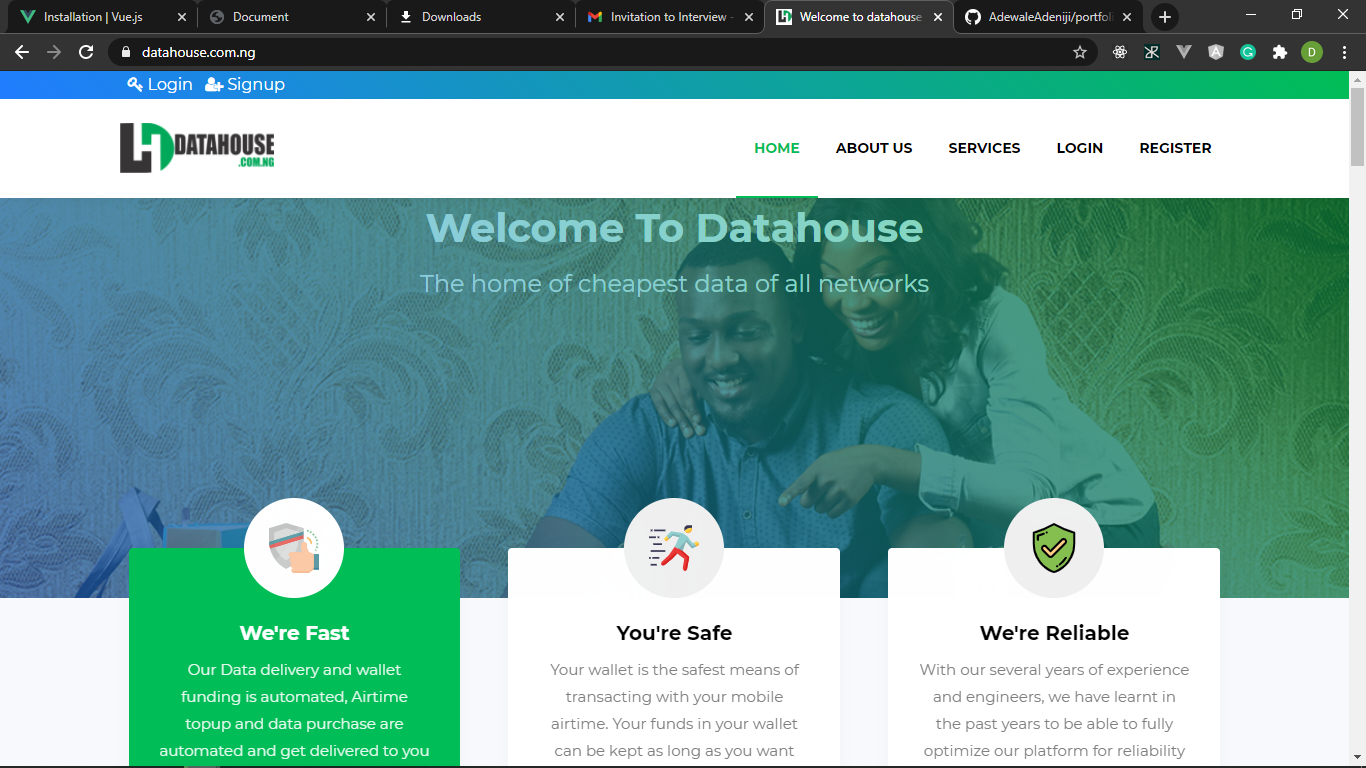 Installation | Vue.js
Document
Downloads
Invitation to Interview -
Welcome to datahouse
AdewaleAdeniji/portfoli
datahouse.com.ng
D
Login Signup
DATAHOUSE
.COM.NG
HOME ABOUT US SERVICES LOGIN REGISTER
Welcome To Datahouse
The home of cheapest data of all networks
We're Fast
Our Data delivery and wallet
funding is automated, Airtime
topup and data purchase are
automated and get delivered to you
You're Safe
Your wallet is the safest means of
transacting with your mobile
airtime. Your funds in your wallet
can be kept as long as you want
We're Reliable
With our several years of experience
and engineers, we have learnt in
the past years to be able to fully
optimize our platform for reliability